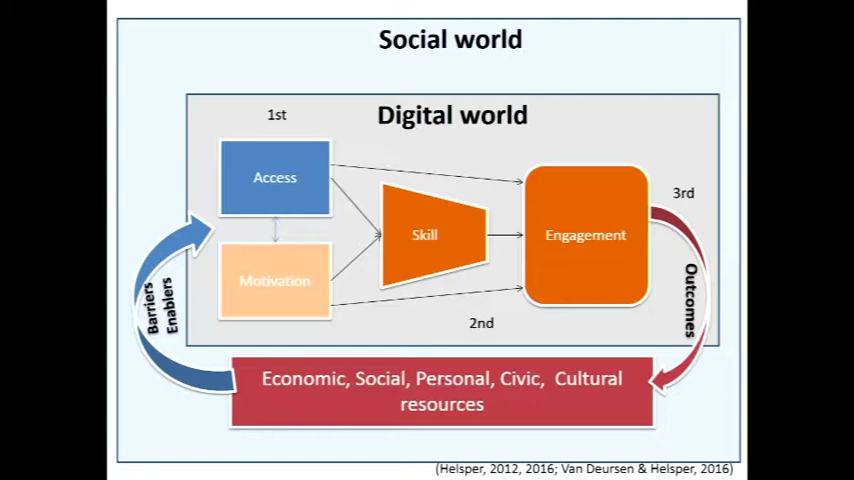 Social world
Digital world
1st
Access
Motivation
Skill
Engagement
2nd
3rd
Outcomes
Barriers
Enablers
Economic, Social, Personal, Civic, Cultural
resources
(Helsper, 2012, 2016; Van Deursen & Helsper, 2016)